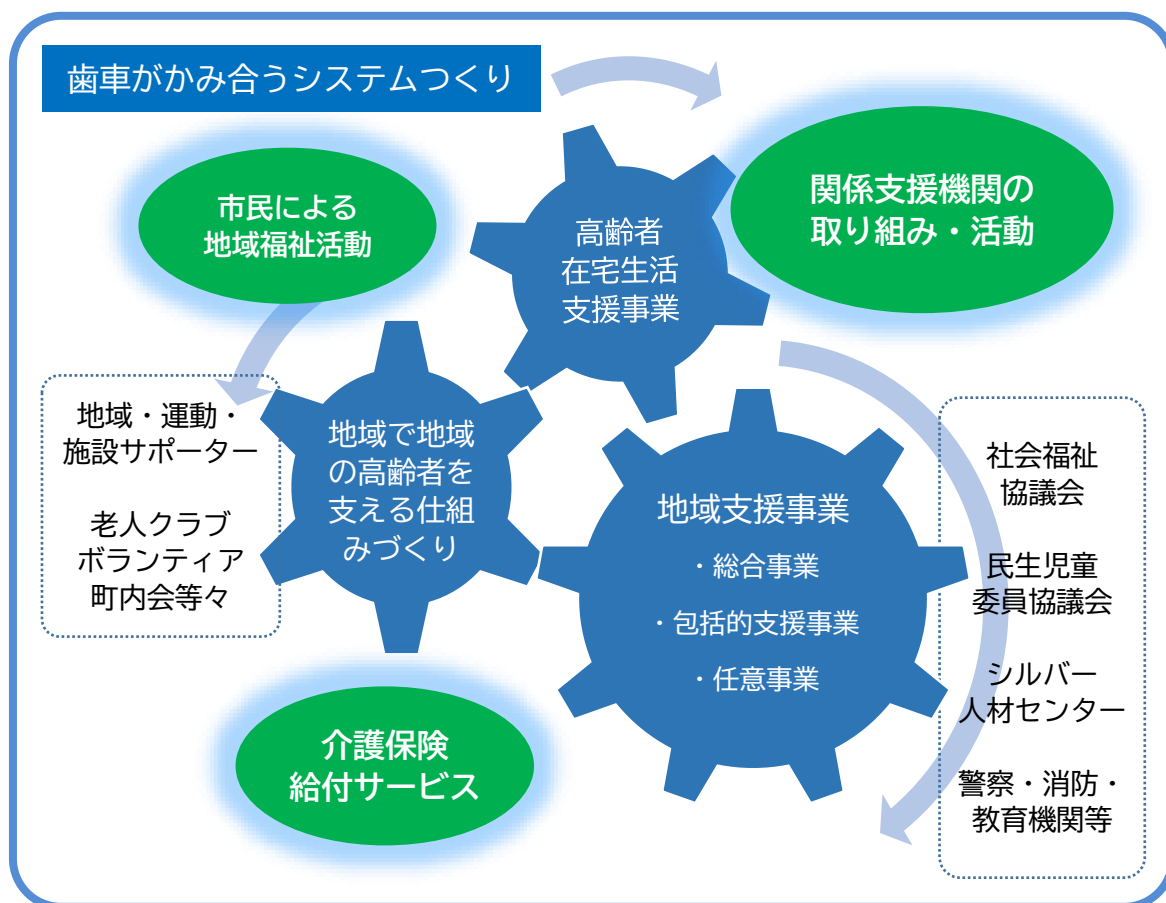 歯車がかみ合うシステムつくり
市民による
地域福祉活動
関係支援機関の
取り組み・活動
高齢者
在宅生活
支援事業
地域・運動・
施設サポーター
老人クラブ
ボランティア
町内会等々
地域で地域
の高齢者を
支える仕組
みづくり
地域支援事業
・総合事業
・包括的支援事業
・任意事業
社会福祉
協議会
民生児童
委員協議会
シルバー
人材センター
警察・消防・
教育機関等
介護保険
給付サービス